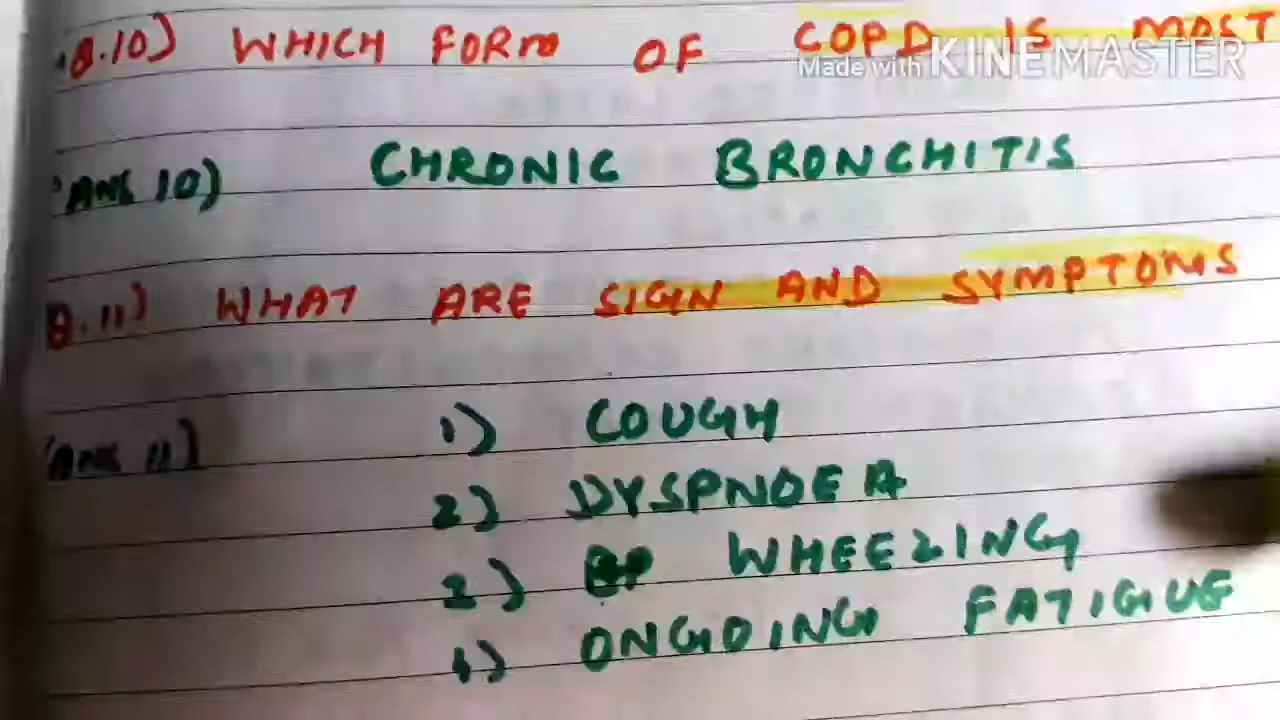 Q.10) WHICH FORM OF COPD IS MOST
Made with KINEMASTER
Ans 10) CHRONIC BRONCHITIS
Q.11) WHAT ARE SIGN AND SYMPTOMS
Ans 11) 1) COUGH
2) DYSPNOEA
2) WHEEZING
4) ONGOING FATIGUE